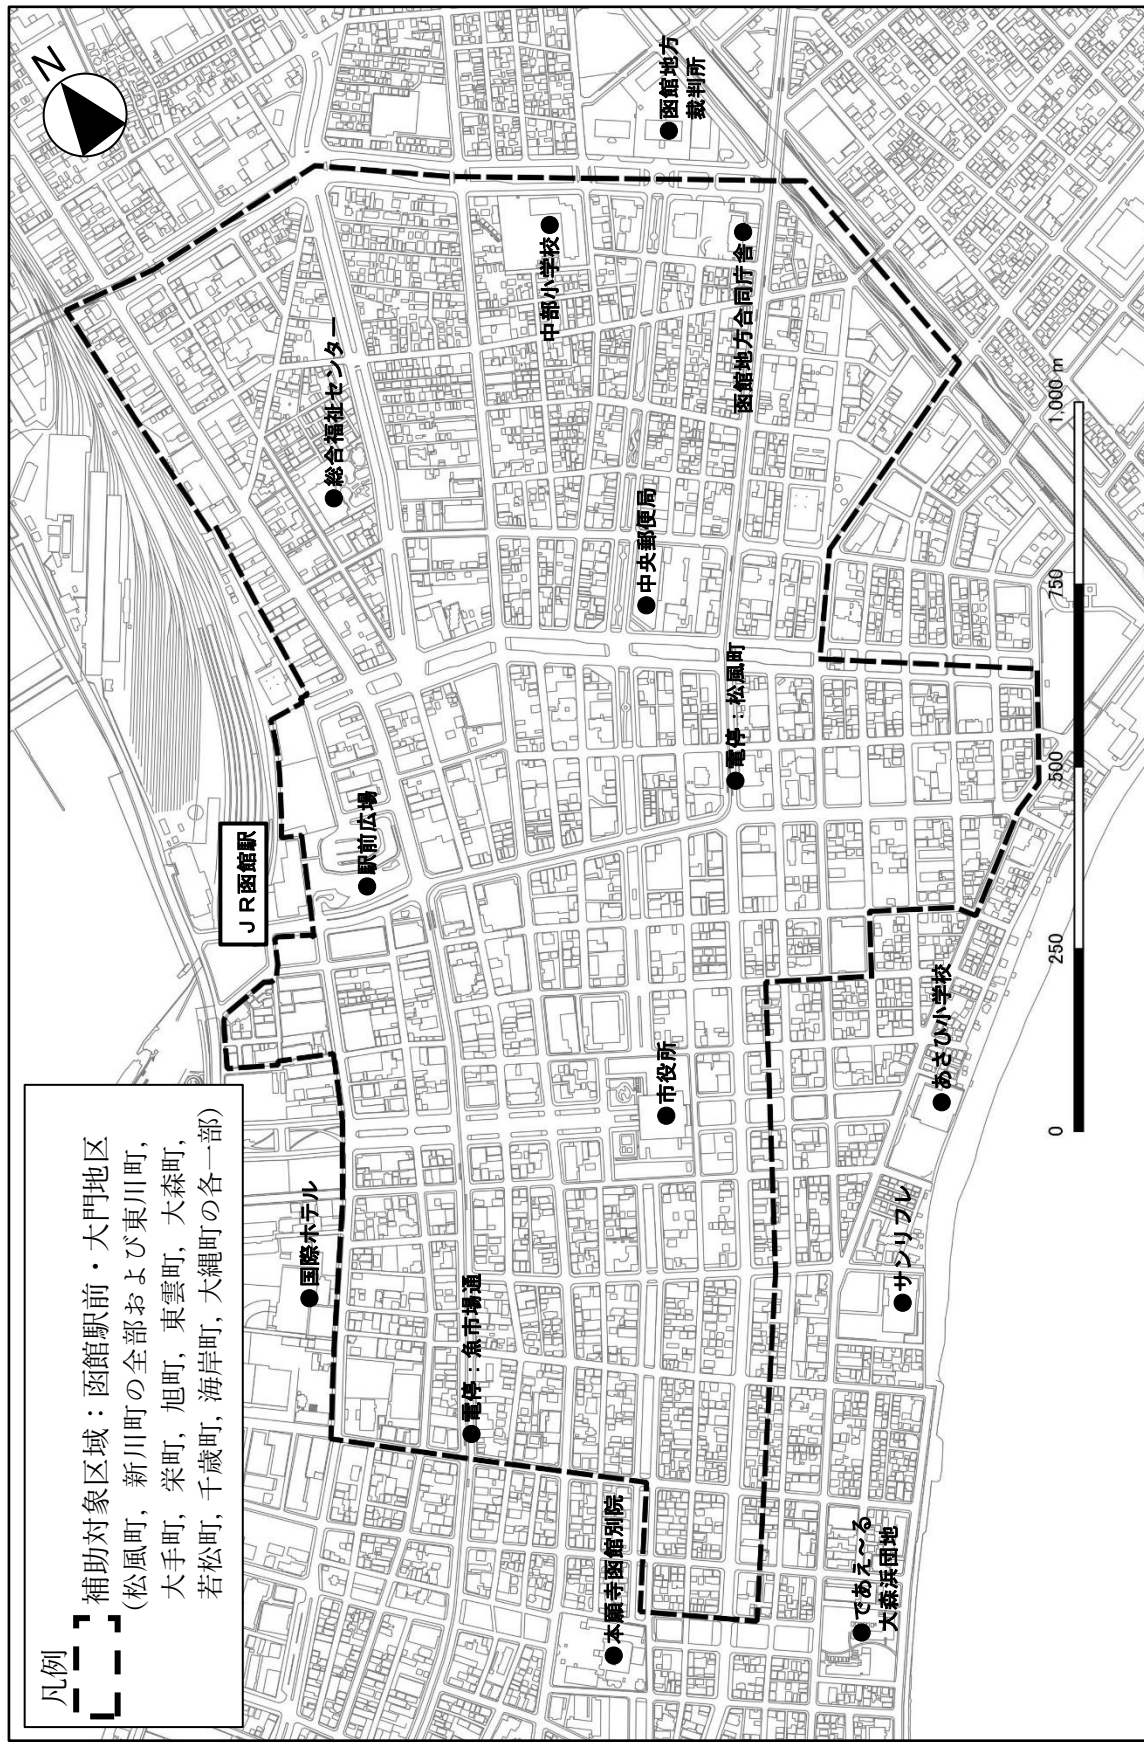 凡例
補助対象区域：函館駅前・大門地区
(松風町，新川町の全部および東川町，
大手町，栄町，旭町，東雲町，大森町，
若松町，千歳町，海岸町，大縄町の各一部)
N
JR函館駅
●国際ホテル
●駅前広場
●総合福祉センター
●電停：魚市場通
中部小学校●
●函館地方
裁判所
●本願寺函館別院
●市役所
●中央郵便局
●電停：松風町
函館地方合同庁舎●
●であえ～る
大森浜団地
●サンリフレ
●あさひ小学校
0
250
500
750
1,000 m